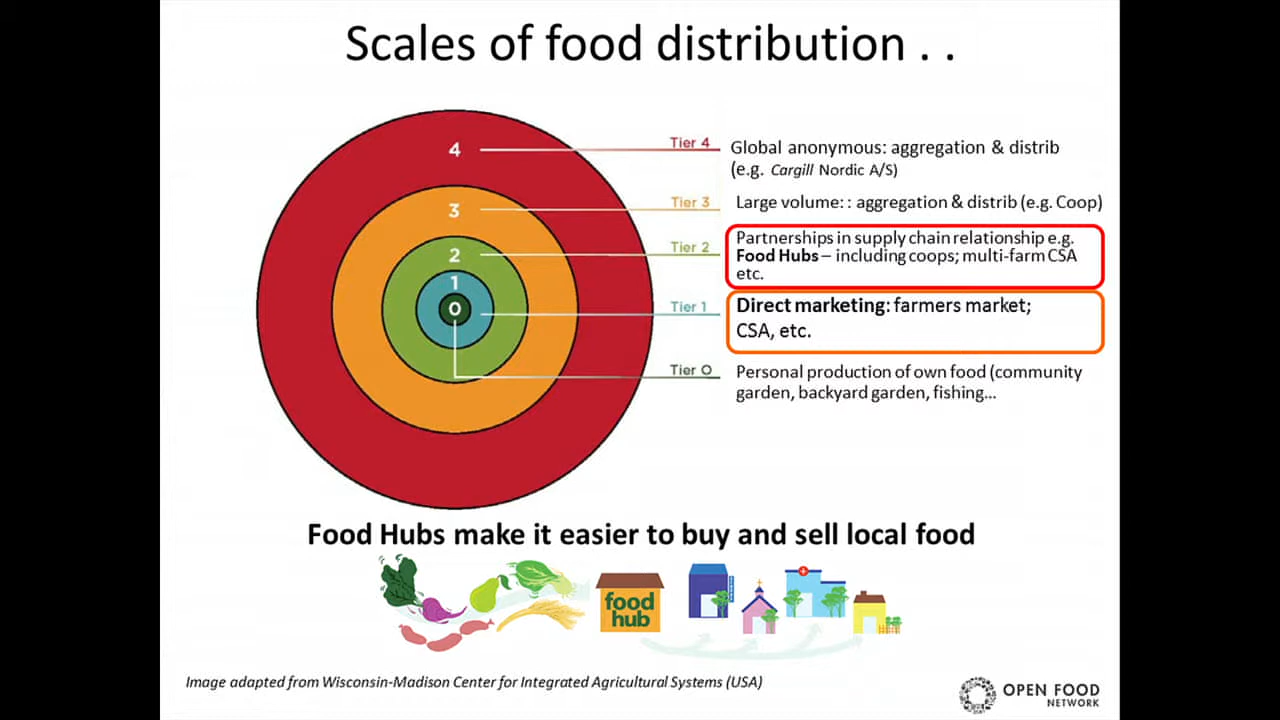 Scales of food distribution . .
4
3
2
1
0
Tier 4
Global anonymous: aggregation & distrib
(e.g. Cargill Nordic A/S)
Tier 3
Large volume: : aggregation & distrib (e.g. Coop)
Tier 2
Partnerships in supply chain relationship e.g.
Food Hubs – including coops; multi-farm CSA
etc.
Tier 1
Direct marketing: farmers market;
CSA, etc.
Tier O
Personal production of own food (community
garden, backyard garden, fishing...
Food Hubs make it easier to buy and sell local food
food
hub
Image adapted from Wisconsin-Madison Center for Integrated Agricultural Systems (USA)
OPEN FOOD
NETWORK